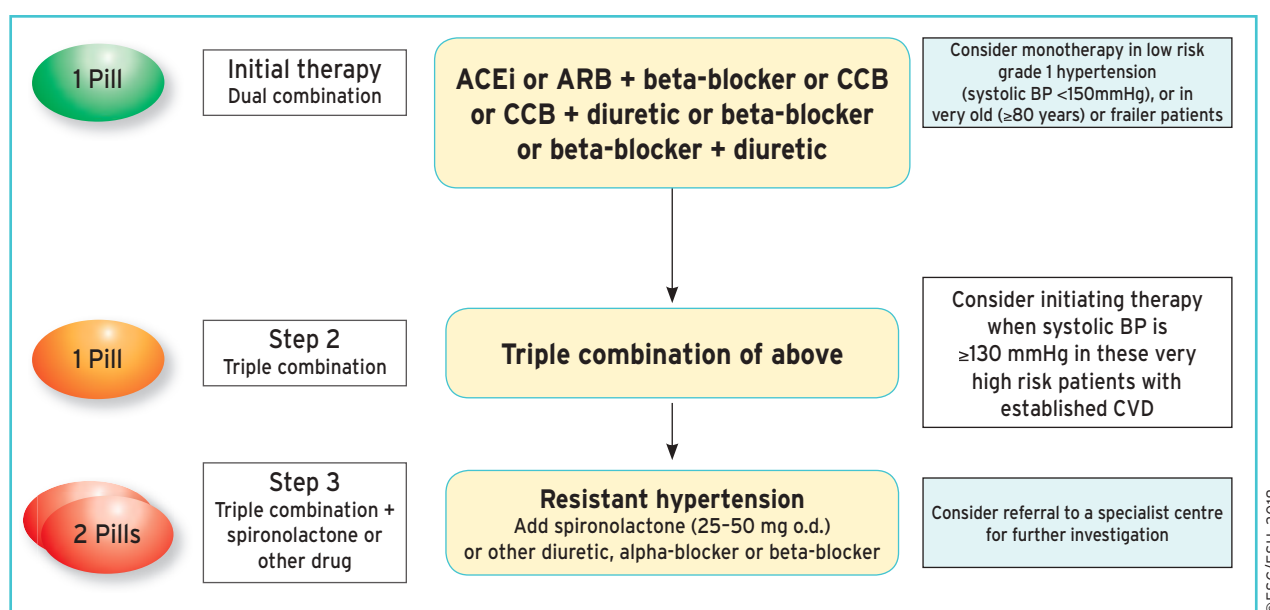 1 Pill
Initial therapy
Dual combination
ACEi or ARB + beta-blocker or CCB
or CCB + diuretic or beta-blocker
or beta-blocker + diuretic
Consider monotherapy in low risk
grade 1 hypertension
(systolic BP <150mmHg), or in
very old (≥80 years) or frailer patients
1 Pill
Step 2
Triple combination
Triple combination of above
Consider initiating therapy
when systolic BP is
≥130 mmHg in these very
high risk patients with
established CVD
2 Pills
Step 3
Triple combination +
spironolactone or
other drug
Resistant hypertension
Add spironolactone (25–50 mg o.d.)
or other diuretic, alpha-blocker or beta-blocker
Consider referral to a specialist centre
for further investigation